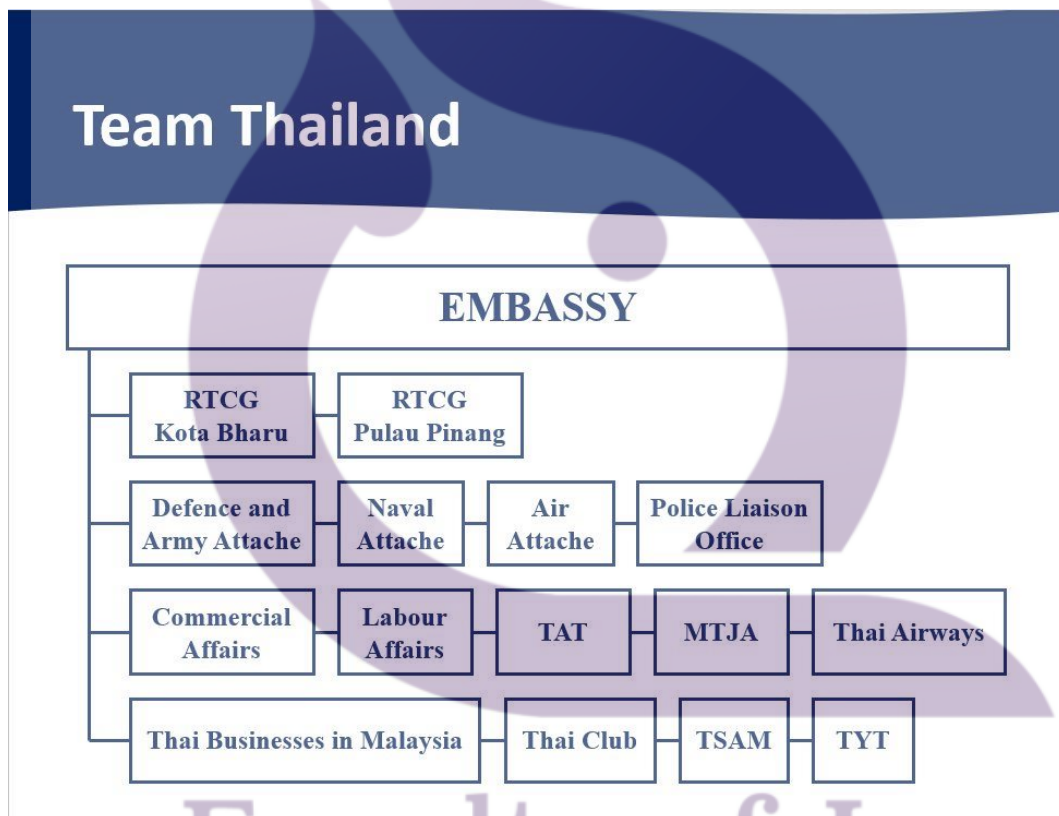 Team Thailand
EMBASSY
RTCG
Kota Bharu
RTCG
Pulau Pinang
Defence and
Army Attache
Naval
Attache
Air
Attache
Police Liaison
Office
Commercial
Affairs
Labour
Affairs
TAT
MTJA
Thai Airways
Thai Businesses in Malaysia
Thai Club
TSAM
TYT